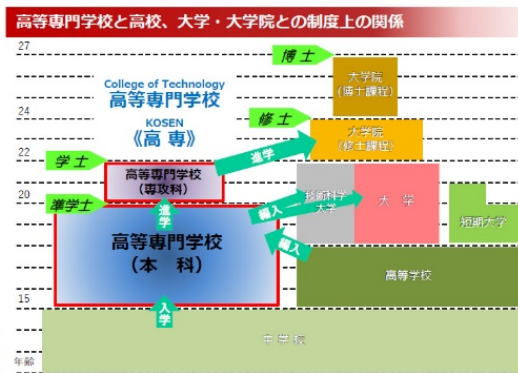 高等専門学校と高校、大学・大学院との制度上の関係
27
博士
College of Technology
高等専門学校
KOSEN
《高 専》
大学院
(博士課程)
24
修士
大学院
(修士課程)
22
学士
進学
高等専門学校
(専攻科)
20
準学士
進学
編入
技術科学
大学
大 学
短期大学
高等専門学校
(本 科)
編入
高等学校
15
入学
中学校
年齢